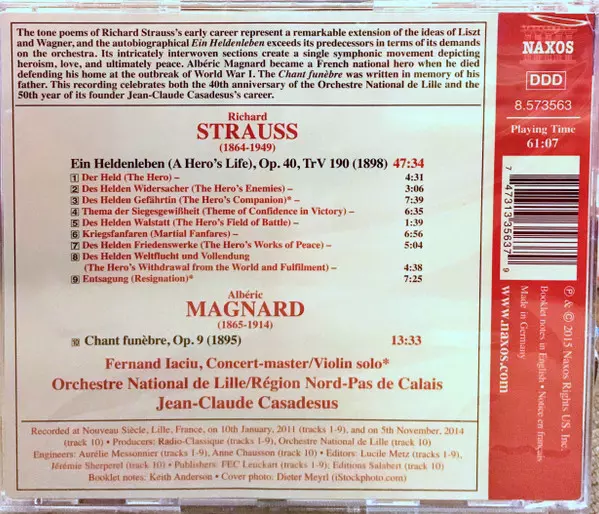 The tone poems of Richard Strauss's early career represent a remarkable extension of the ideas of Liszt
and Wagner, and the autobiographical Ein Heldenleben exceeds its predecessors in terms of its demands
on the orchestra. Its intricately interwoven sections create a single symphonic movement depicting
heroism, love, and ultimately peace. Albéric Magnard became a French national hero when he died
defending his home at the outbreak of World War I. The Chant funèbre was written in memory of his
father. This recording celebrates both the 40th anniversary of the Orchestre National de Lille and the
50th year of its founder Jean-Claude Casadesus's career.
Richard
STRAUSS
(1864-1949)
Ein Heldenleben (A Hero's Life), Op. 40, TrV 190 (1898) 47:34
1 Der Held (The Hero) – 4:31
2 Des Helden Widersacher (The Hero's Enemies) – 3:06
3 Des Helden Gefährtin (The Hero's Companion)* – 7:39
4 Thema der Siegesgewißheit (Theme of Confidence in Victory) – 6:35
5 Des Helden Walstatt (The Hero's Field of Battle) – 1:39
6 Kriegsfanfaren (Martial Fanfares) – 6:56
7 Des Helden Friedenswerke (The Hero's Works of Peace) – 5:04
8 Des Helden Weltflucht und Vollendung
(The Hero's Withdrawal from the World and Fulfilment) – 4:38
9 Entsagung (Resignation)* 7:25
Albéric
MAGNARD
(1865-1914)
10 Chant funèbre, Op. 9 (1895) 13:33
Fernand Iaciu, Concert-master/Violin solo*
Orchestre National de Lille/Région Nord-Pas de Calais
Jean-Claude Casadesus
Recorded at Nouveau Siècle, Lille, France, on 10th January, 2011 (tracks 1-9), and on 5th November, 2014
(track 10) • Producers: Radio-Classique (tracks 1-9), Orchestre National de Lille (track 10)
Engineers: Aurélie Messonnier (tracks 1-9), Anne Chausson (track 10) • Editors: Lucile Metz (tracks 1-9),
Jérémie Sherperel (track 10) • Publishers: FEC Leuckart (tracks 1-9); Editions Salabert (track 10)
Booklet notes: Keith Anderson • Cover photo: Dieter Meyrl (iStockphoto.com)
NAXOS
DDD
8.573563
Playing Time
61:07
7 47313 35637 9
℗ & © 2015 Naxos Rights US, Inc
Booklet notes in English • Notice en français
Made in Germany
www.naxos.com